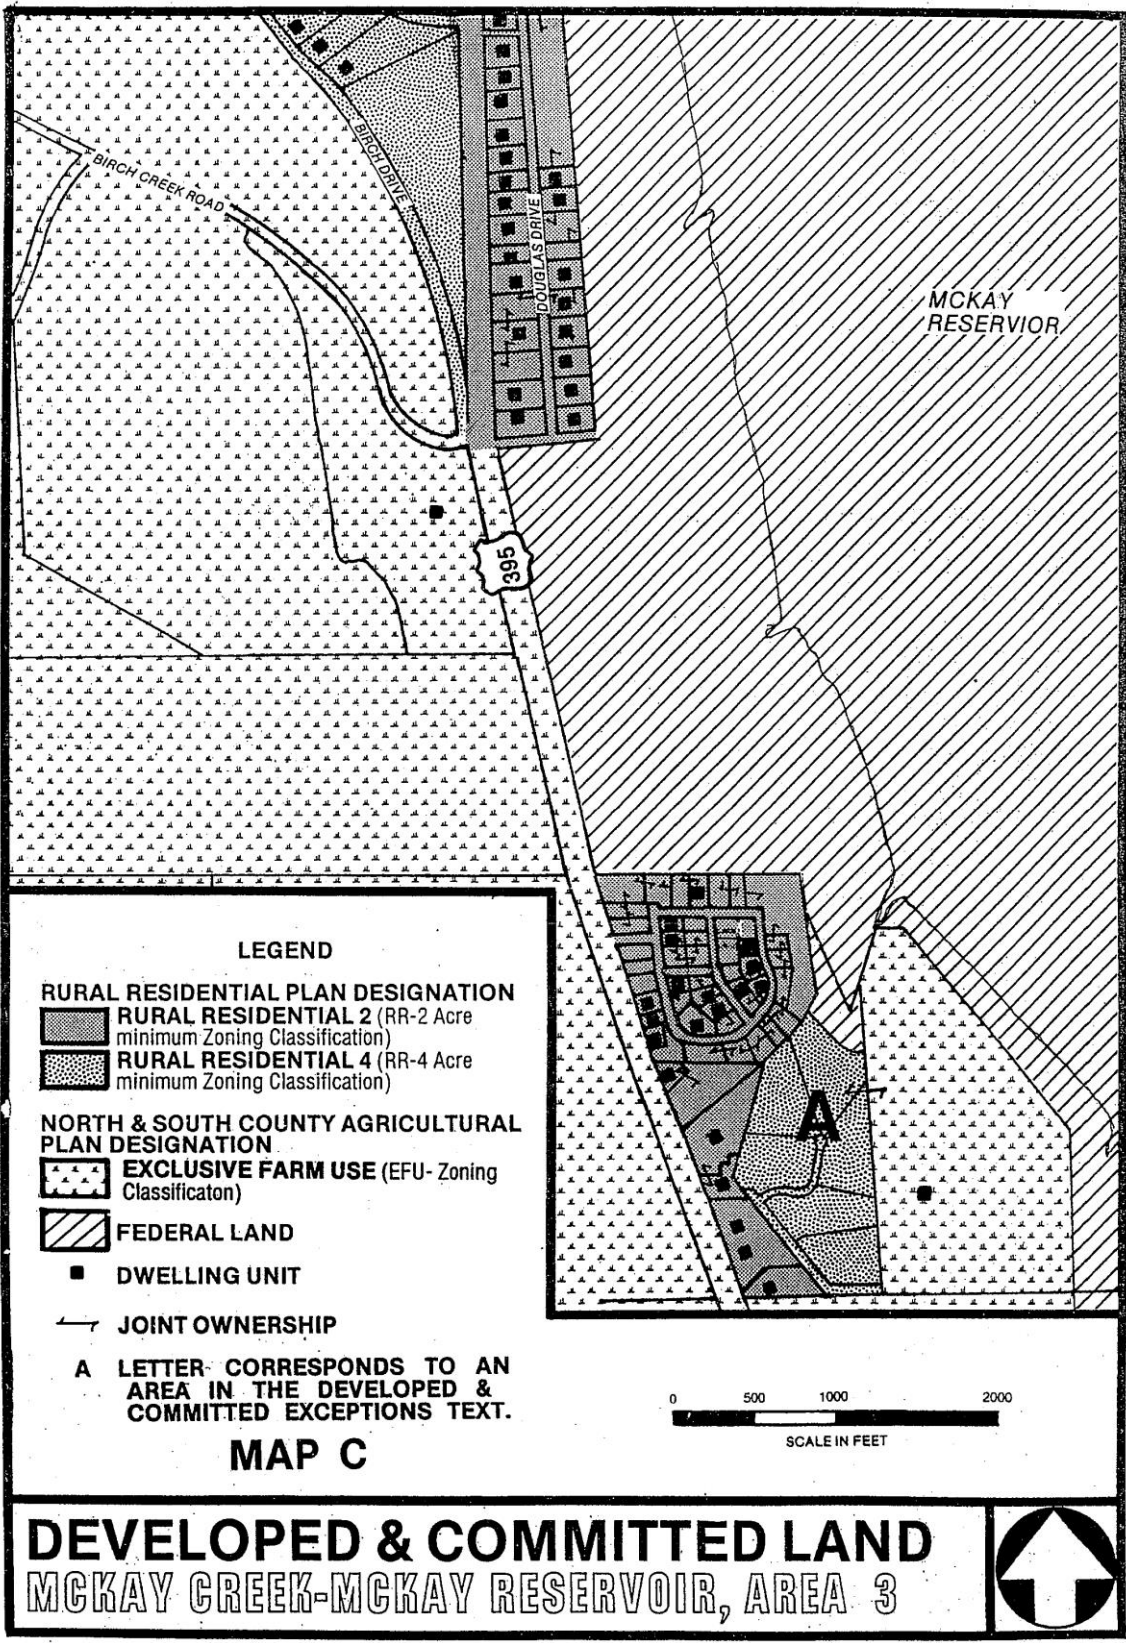 BIRCH DRIVE
BIRCH CREEK ROAD
DOUGLAS DRIVE
MCKAY
RESERVIOR
395
A
LEGEND
RURAL RESIDENTIAL PLAN DESIGNATION
RURAL RESIDENTIAL 2 (RR-2 Acre
minimum Zoning Classification)
RURAL RESIDENTIAL 4 (RR-4 Acre
minimum Zoning Classification)
NORTH & SOUTH COUNTY AGRICULTURAL
PLAN DESIGNATION
EXCLUSIVE FARM USE (EFU- Zoning
Classificaton)
FEDERAL LAND
DWELLING UNIT
JOINT OWNERSHIP
A LETTER CORRESPONDS TO AN
AREA IN THE DEVELOPED &
COMMITTED EXCEPTIONS TEXT.
MAP C
0 500 1000 2000
SCALE IN FEET
DEVELOPED & COMMITTED LAND
MCKAY CREEK-MCKAY RESERVOIR, AREA 3